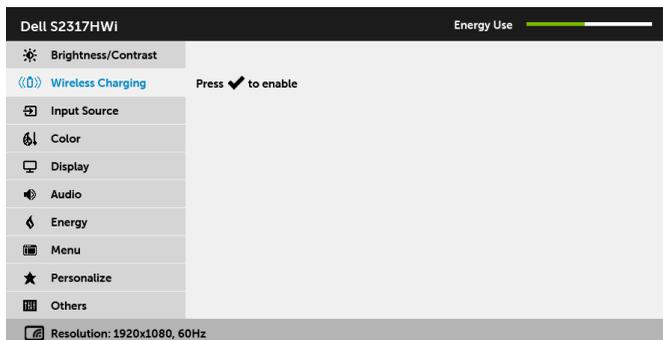 Dell S2317HWi
Energy Use
Brightness/Contrast
Wireless Charging
Press ✔ to enable
Input Source
Color
Display
Audio
Energy
Menu
Personalize
Others
Resolution: 1920x1080, 60Hz